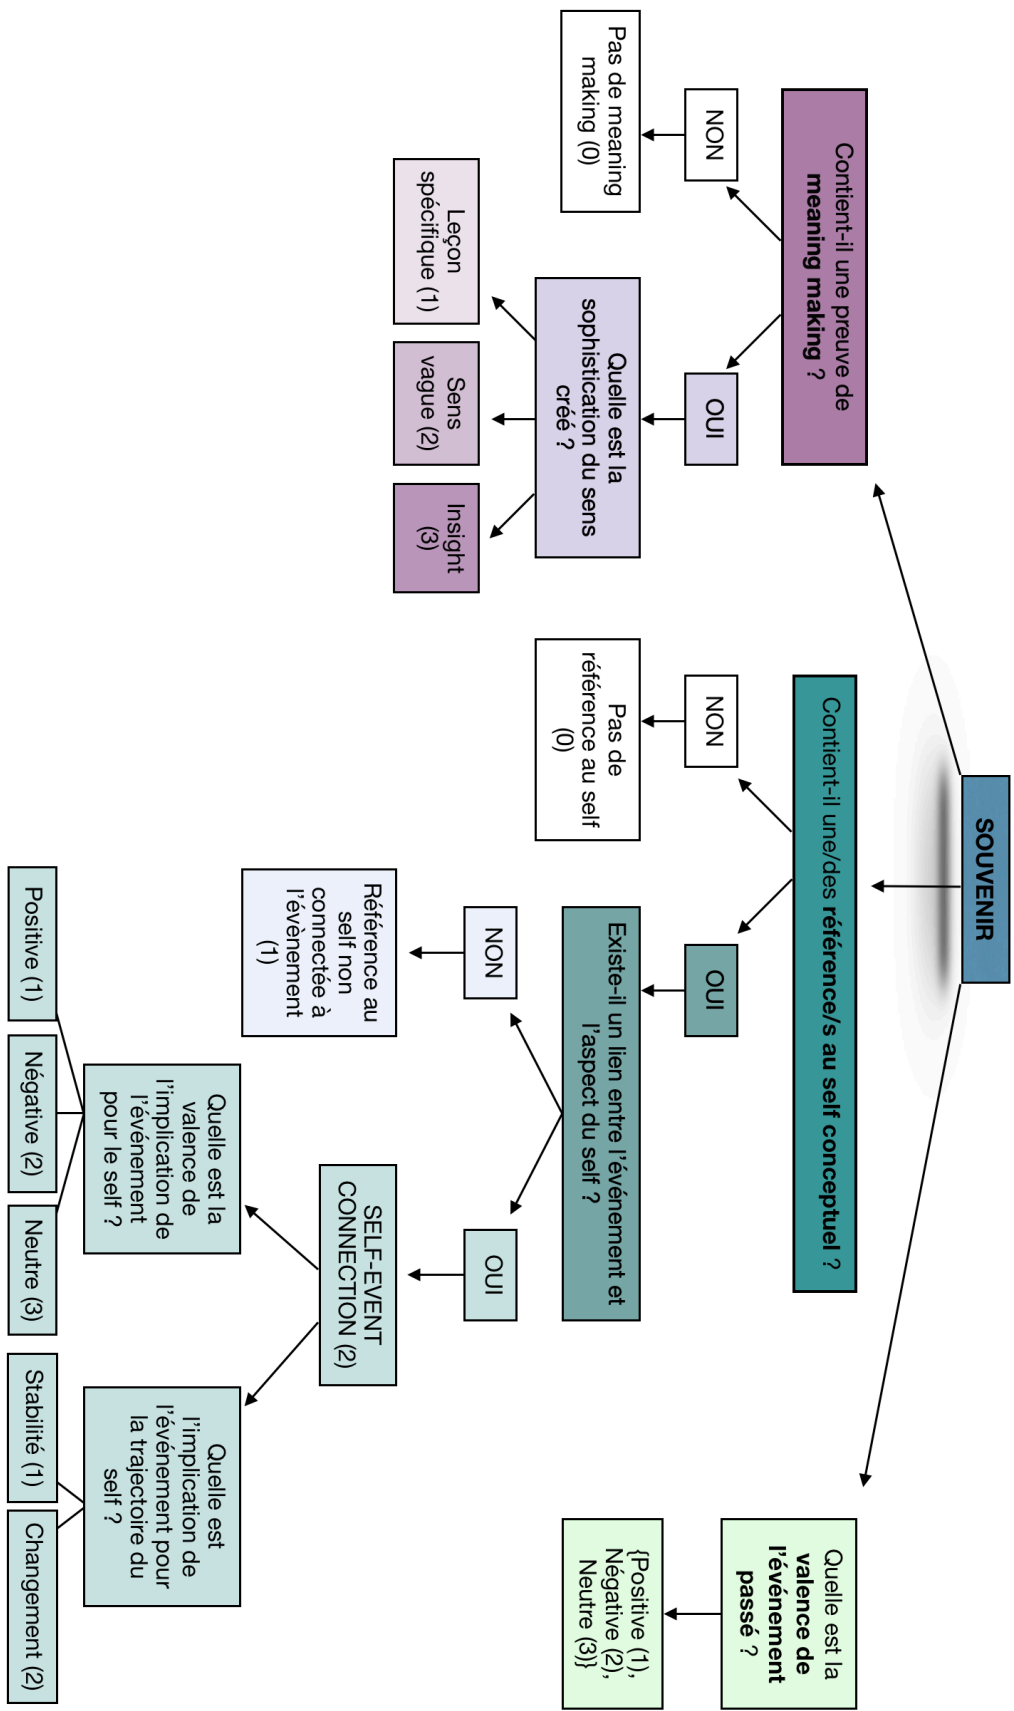 SOUVENIR
Contient-il une preuve de
meaning making ?
NON
Pas de meaning
making (0)
OUI
Quelle est la
sophistication du sens
créé ?
Leçon
spécifique (1)
Sens
vague (2)
Insight
(3)
Contient-il une/des référence/s au self conceptuel ?
NON
Pas de
référence au self
(0)
OUI
Existe-il un lien entre l'événement et
l'aspect du self ?
NON
Référence au
self non
connectée à
l'évènement
(1)
OUI
SELF-EVENT
CONNECTION (2)
Quelle est la
valence de
l'implication de
l'événement
pour le self ?
Positive (1)
Négative (2)
Neutre (3)
Quelle est
l'implication de
l'événement pour
la trajectoire du
self ?
Stabilité (1)
Changement (2)
Quelle est la
valence de
l'événement
passé ?
{Positive (1),
Négative (2),
Neutre (3)}